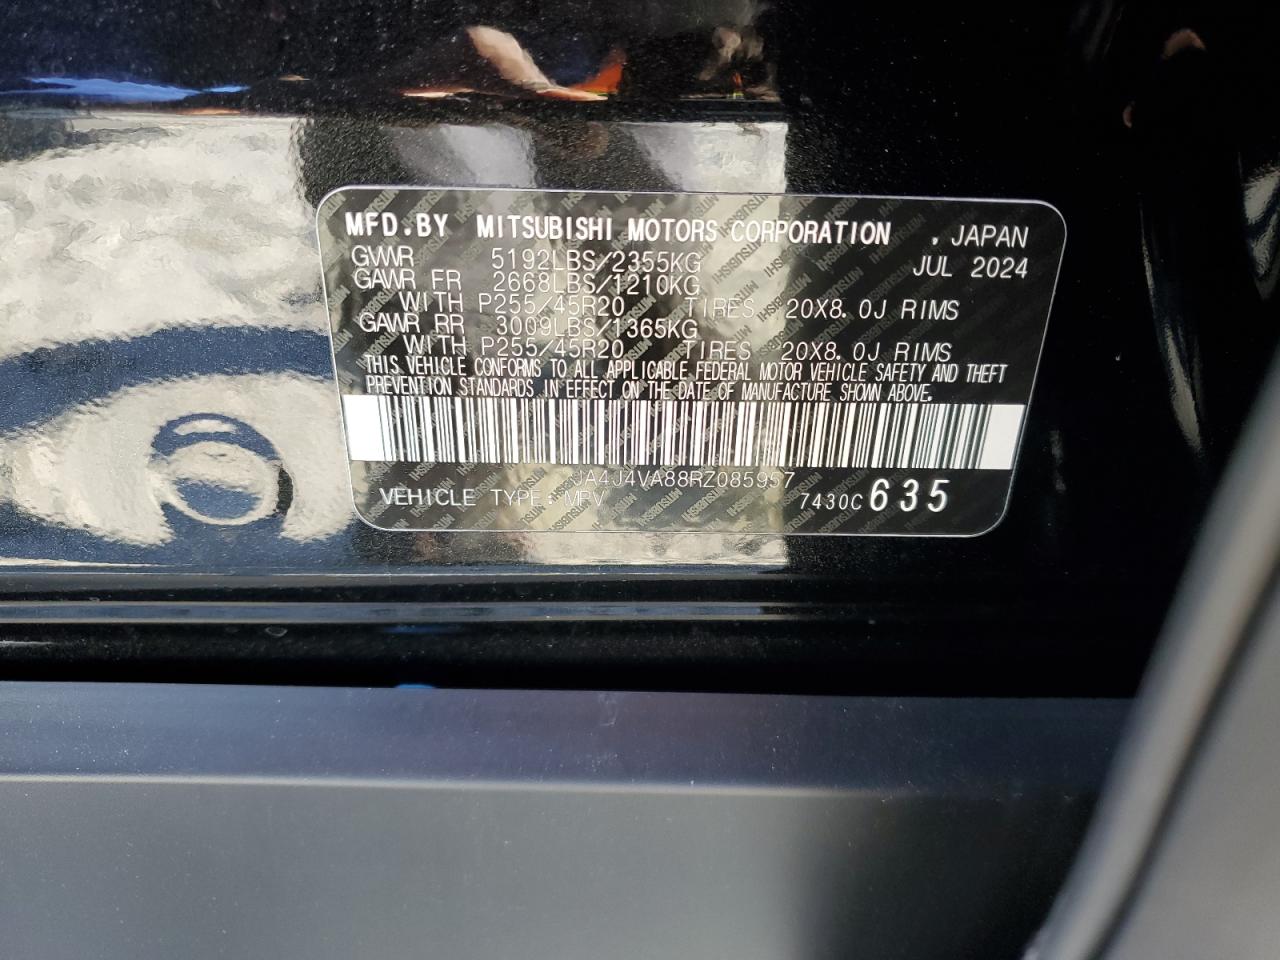 MFD.BY MITSUBISHI MOTORS CORPORATION , JAPAN
GVWR 5192LBS/2355KG JUL 2024
GAWR FR 2668LBS/1210KG
WITH P255/45R20 TIRES 20X8.0J RIMS
GAWR RR 3009LBS/1365KG
WITH P255/45R20 TIRES 20X8.0J RIMS
THIS VEHICLE CONFORMS TO ALL APPLICABLE FEDERAL MOTOR VEHICLE SAFETY AND THEFT
PREVENTION STANDARDS IN EFFECT ON THE DATE OF MANUFACTURE SHOWN ABOVE.
JA4J4VA88RZ085957
VEHICLE TYPE: MPV 7430C 635